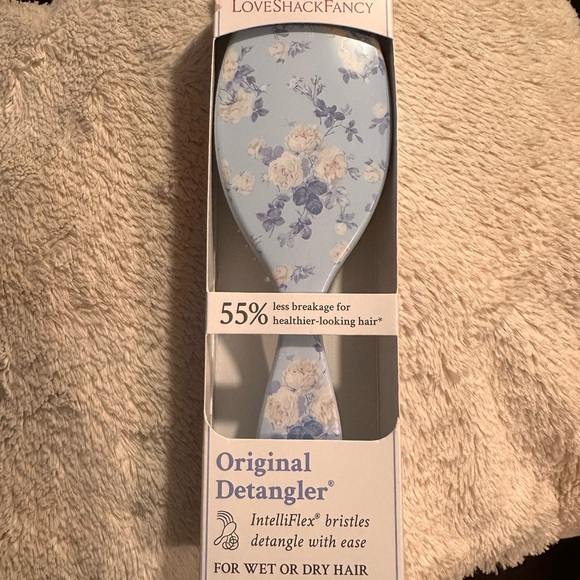 LoveShackFancy
55% less breakage for
healthier-looking hair*
Original
Detangler®
IntelliFlex® bristles
detangle with ease
FOR WET OR DRY HAIR